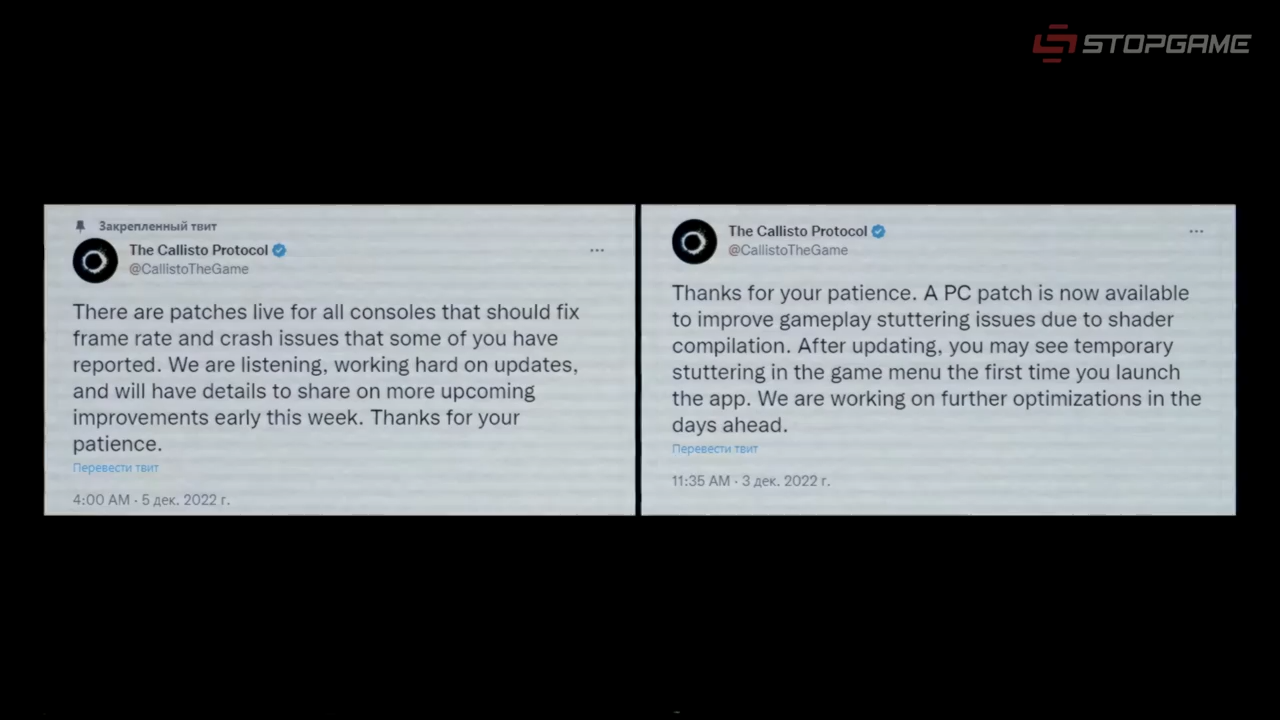 STOPGAME
Закрепленный твит
The Callisto Protocol
@CallistoTheGame
There are patches live for all consoles that should fix
frame rate and crash issues that some of you have
reported. We are listening, working hard on updates,
and will have details to share on more upcoming
improvements early this week. Thanks for your
patience.
Перевести твит
4:00 AM · 5 дек. 2022 г.
The Callisto Protocol
@CallistoTheGame
Thanks for your patience. A PC patch is now available
to improve gameplay stuttering issues due to shader
compilation. After updating, you may see temporary
stuttering in the game menu the first time you launch
the app. We are working on further optimizations in the
days ahead.
Перевести твит
11:35 AM · 3 дек. 2022 г.